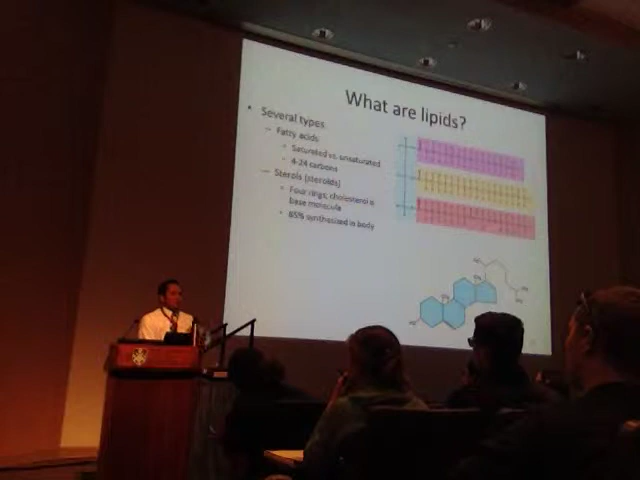 What are lipids?
• Several types
– Fatty acids
• Saturated vs. unsaturated
• 4-24 carbons
– Sterols (steroids)
• Four rings; cholesterol is
base molecule
• 85% synthesized in body